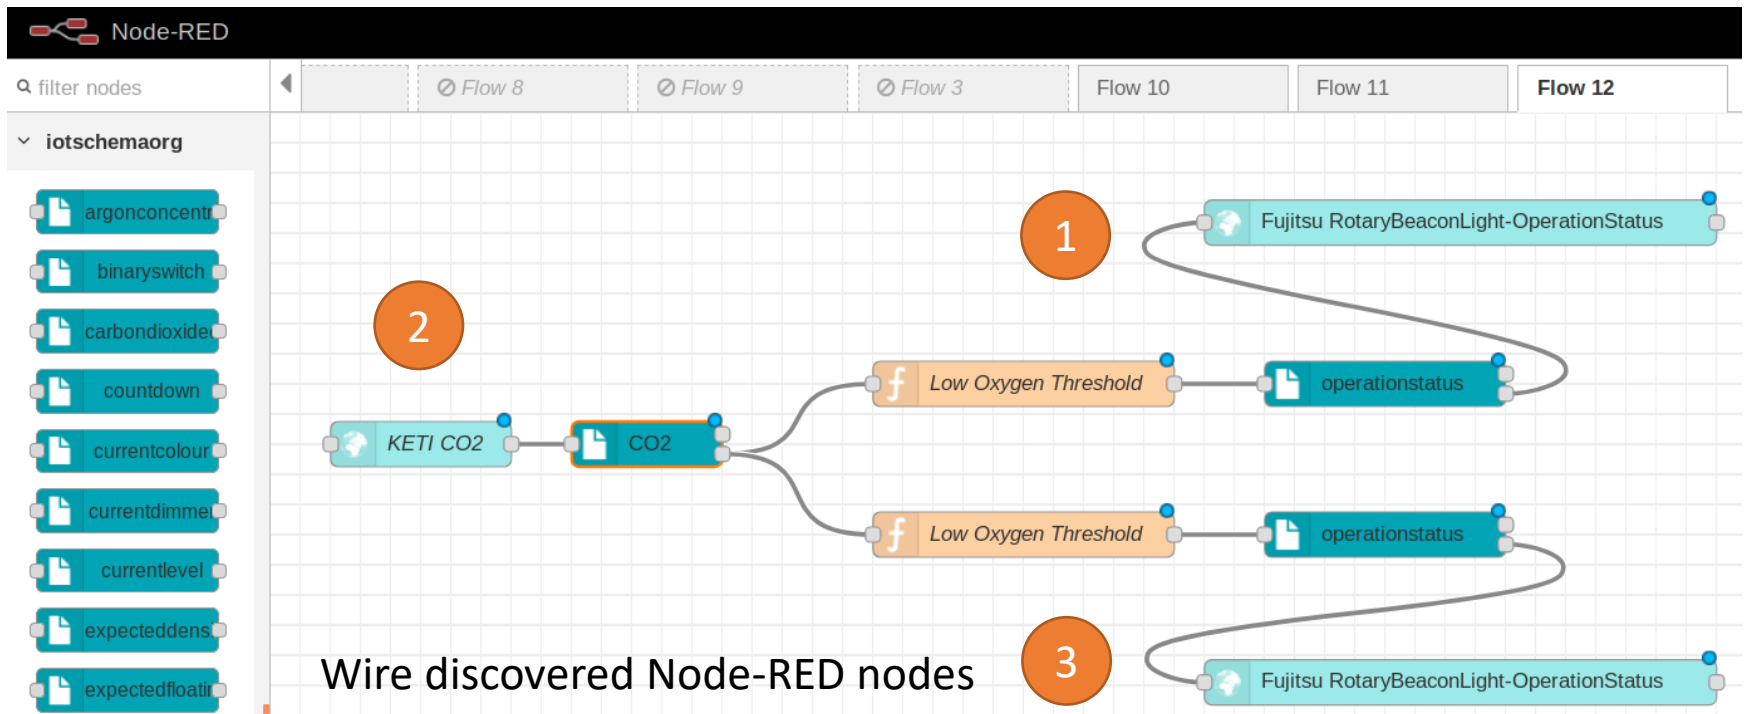 Node-RED
filter nodes
Flow 8
Flow 9
Flow 3
Flow 10
Flow 11
Flow 12
iotschemaorg
argonconcentr
binaryswitch
carbondioxide
countdown
currentcolour
currentdimmer
currentlevel
expecteddens
expectedfloatin
1
Fujitsu RotaryBeaconLight-OperationStatus
2
Low Oxygen Threshold
operationstatus
KETI CO2
CO2
Low Oxygen Threshold
operationstatus
Wire discovered Node-RED nodes
3
Fujitsu RotaryBeaconLight-OperationStatus